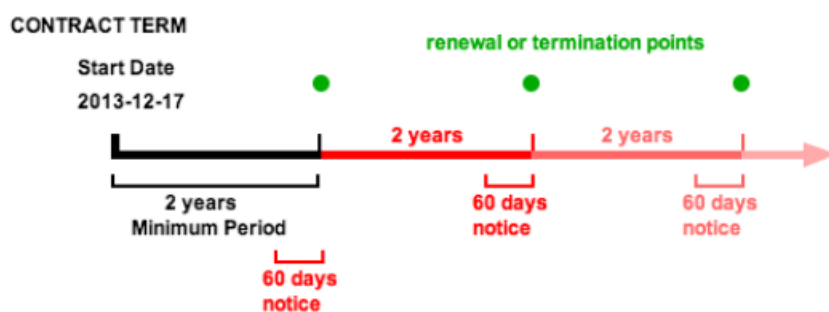 CONTRACT TERM
renewal or termination points
Start Date
2013-12-17
2 years
2 years
2 years
Minimum Period
60 days
notice
60 days
notice
60 days
notice